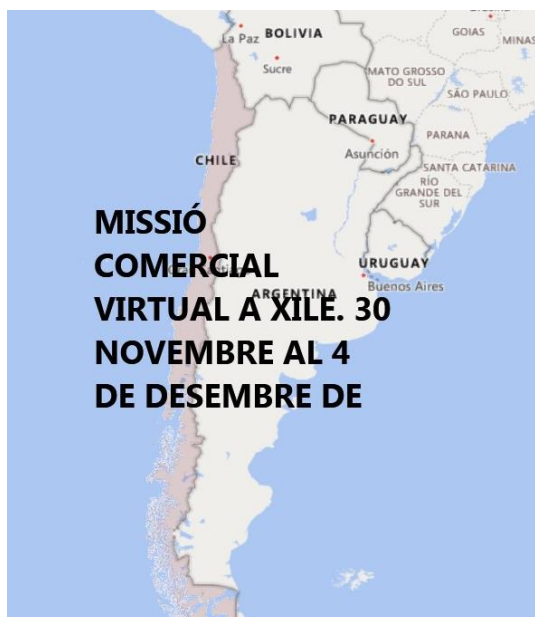 La Paz
BOLIVIA
GOIAS
MINAS
Sucre
MATO GROSSO
DO SUL
SÃO PAULO
PARAGUAY
PARANA
Asunción
CHILE
SANTA CATARINA
RÍO
GRANDE DEL
SUR
MISSIÓ
COMERCIAL
VIRTUAL A XILE. 30
NOVEMBRE AL 4
DE DESEMBRE DE
URUGUAY
Buenos Aires
ARGENTINA